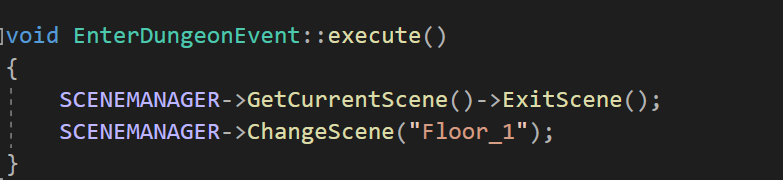 void EnterDungeonEvent::execute()
{
SCENEMANAGER->GetCurrentScene()->ExitScene();
SCENEMANAGER->ChangeScene("Floor_1");
}